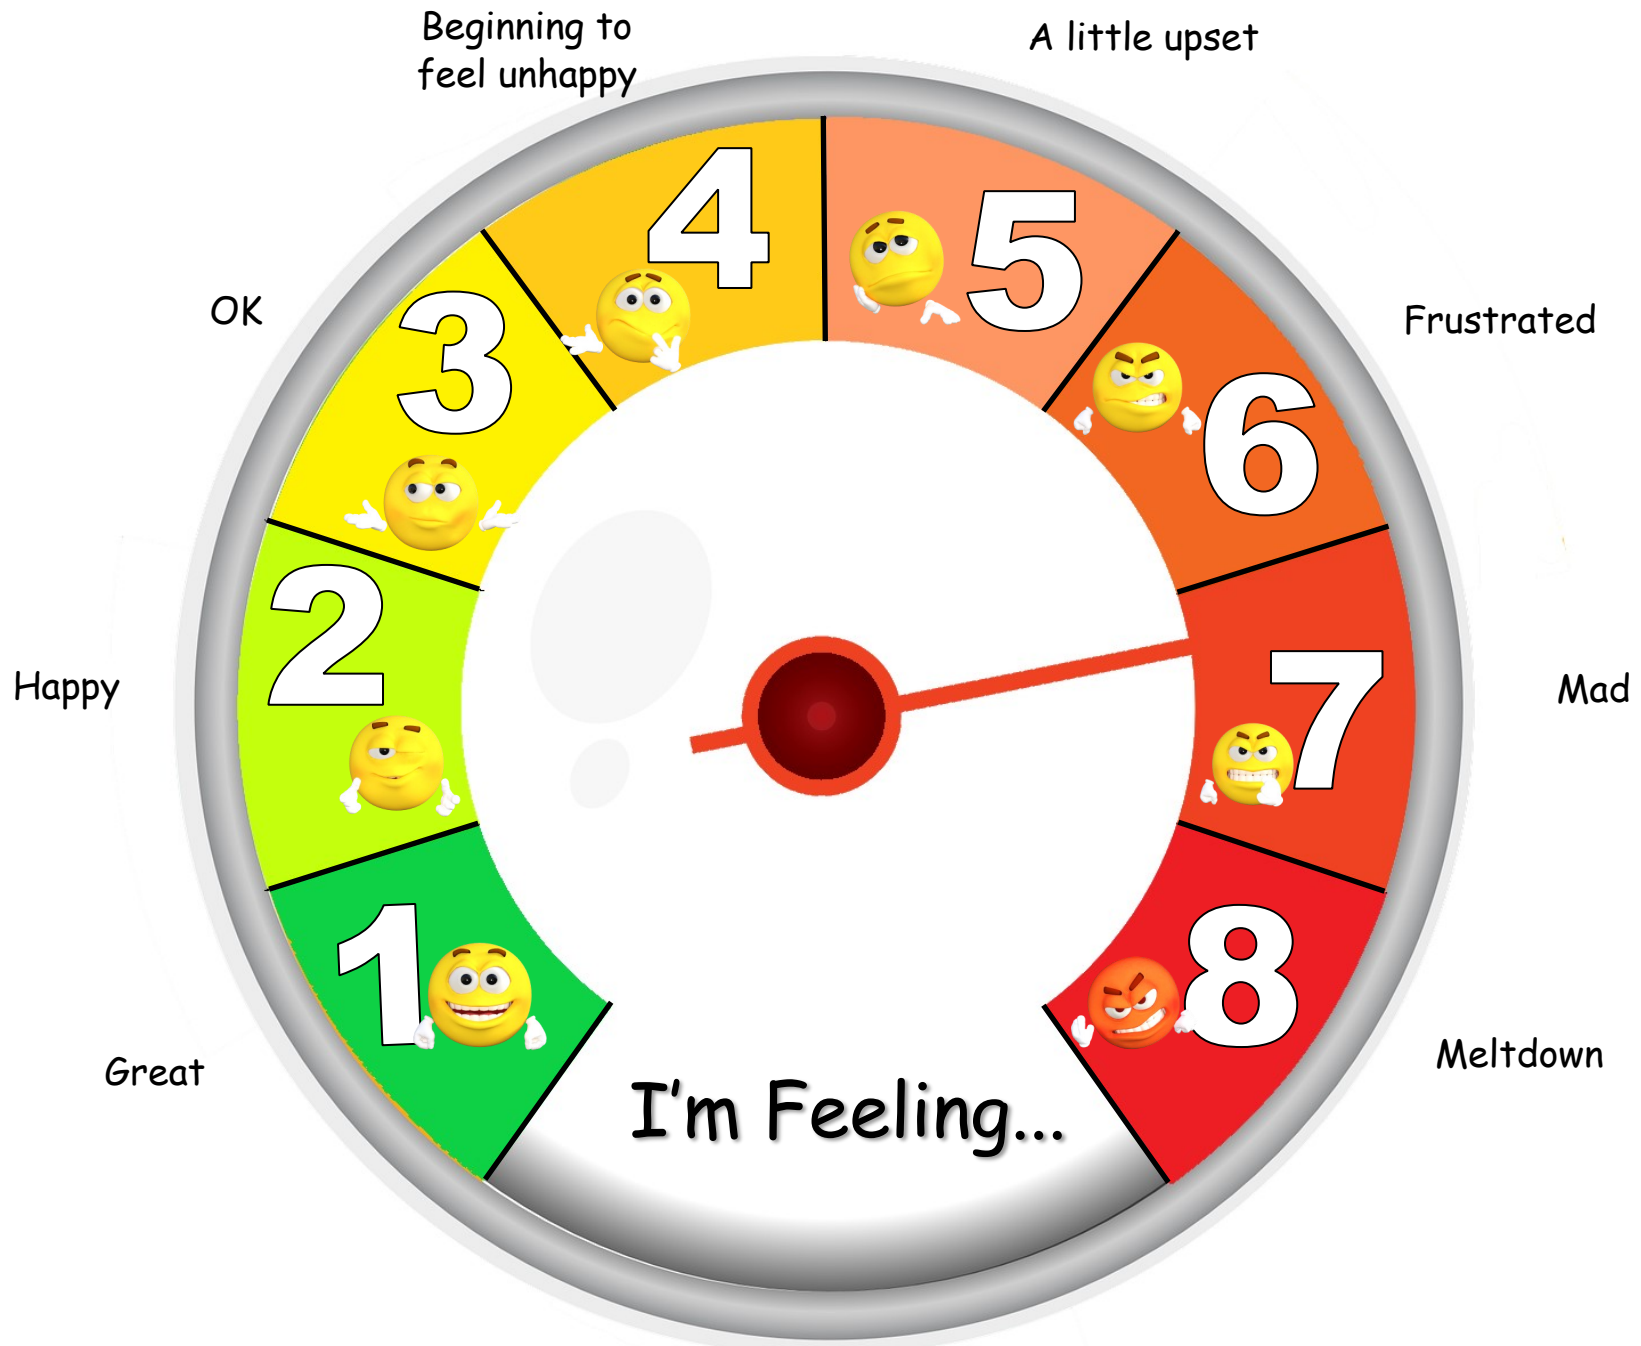 Beginning to
feel unhappy
A little upset
4
5
3
OK
6
Frustrated
2
7
Happy
Mad
1
8
Great
Meltdown
I'm Feeling...